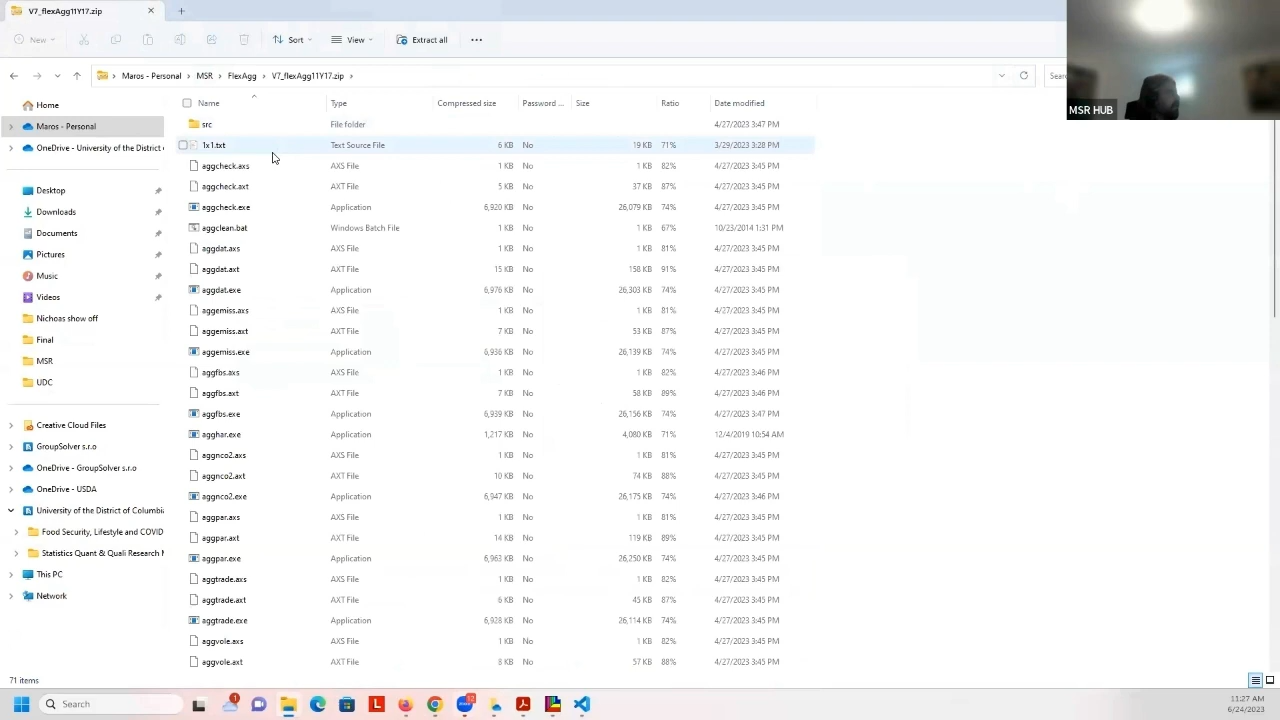 V7_flexAgg11Y17.zip
New
Sort
View
Extract all
Maros - Personal
MSR
FlexAgg
V7_flexAgg11Y17.zip
MSR HUB
Name Type Compressed size Password ... Size Ratio Date modified
Home
Maros - Personal
OneDrive - University of the District
Desktop
Downloads
Documents
Pictures
Music
Videos
Nichoas show off
Final
MSR
UDC
Creative Cloud Files
GroupSolver s.r.o
OneDrive - GroupSolver s.r.o
OneDrive - USDA
University of the District of Columbia
Food Security, Lifestyle and COVID
Statistics Quant & Quali Research
This PC
Network
src File folder 4/27/2023 3:47 PM
1x1.txt Text Source File 6 KB No 19 KB 71% 3/29/2023 3:28 PM
aggcheck.axs AXS File 1 KB No 1 KB 82% 4/27/2023 3:45 PM
aggcheck.axt AXT File 5 KB No 37 KB 87% 4/27/2023 3:45 PM
aggcheck.exe Application 6,920 KB No 26,079 KB 74% 4/27/2023 3:45 PM
aggclean.bat Windows Batch File 1 KB No 1 KB 67% 10/23/2014 1:31 PM
aggdat.axs AXS File 1 KB No 1 KB 81% 4/27/2023 3:45 PM
aggdat.axt AXT File 15 KB No 158 KB 91% 4/27/2023 3:45 PM
aggdat.exe Application 6,976 KB No 26,303 KB 74% 4/27/2023 3:45 PM
aggemiss.axs AXS File 1 KB No 1 KB 81% 4/27/2023 3:45 PM
aggemiss.axt AXT File 7 KB No 53 KB 87% 4/27/2023 3:45 PM
aggemiss.exe Application 6,936 KB No 26,139 KB 74% 4/27/2023 3:45 PM
aggfbs.axs AXS File 1 KB No 1 KB 82% 4/27/2023 3:46 PM
aggfbs.axt AXT File 7 KB No 58 KB 89% 4/27/2023 3:46 PM
aggfbs.exe Application 6,939 KB No 26,156 KB 74% 4/27/2023 3:47 PM
agghar.exe Application 1,217 KB No 4,080 KB 71% 12/4/2019 10:54 AM
aggnco2.axs AXS File 1 KB No 1 KB 81% 4/27/2023 3:45 PM
aggnco2.axt AXT File 10 KB No 74 KB 88% 4/27/2023 3:45 PM
aggnco2.exe Application 6,947 KB No 26,175 KB 74% 4/27/2023 3:46 PM
aggpar.axs AXS File 1 KB No 1 KB 81% 4/27/2023 3:45 PM
aggpar.axt AXT File 14 KB No 119 KB 89% 4/27/2023 3:45 PM
aggpar.exe Application 6,963 KB No 26,250 KB 74% 4/27/2023 3:45 PM
aggtrade.axs AXS File 1 KB No 1 KB 82% 4/27/2023 3:45 PM
aggtrade.axt AXT File 6 KB No 45 KB 87% 4/27/2023 3:45 PM
aggtrade.exe Application 6,928 KB No 26,114 KB 74% 4/27/2023 3:45 PM
aggvole.axs AXS File 1 KB No 1 KB 82% 4/27/2023 3:45 PM
aggvole.axt AXT File 8 KB No 57 KB 88% 4/27/2023 3:45 PM
71 items
Search
11:27 AM
6/24/2023